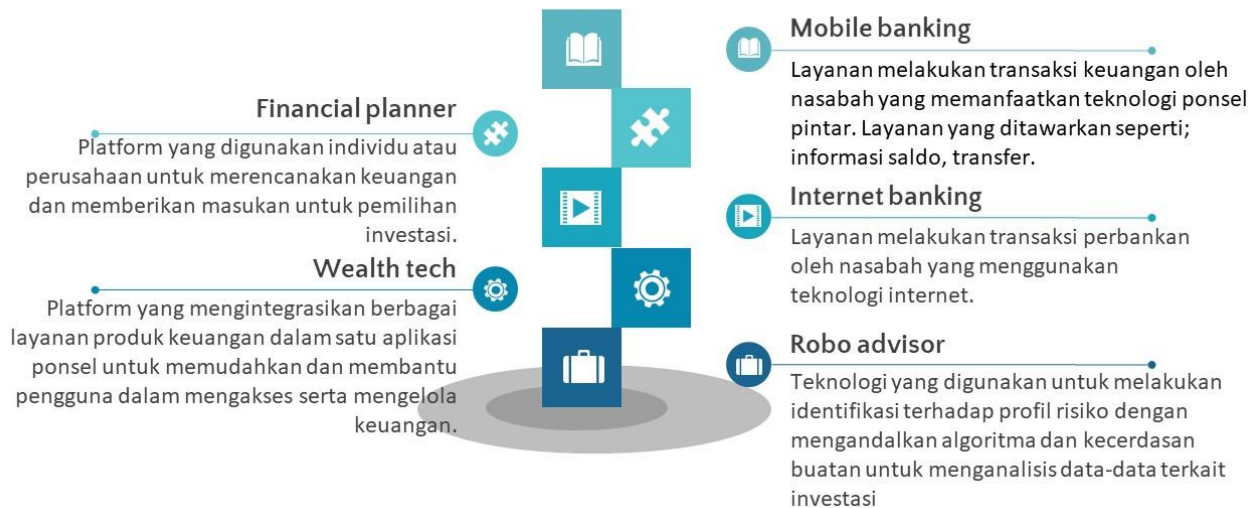 Mobile banking
Layanan melakukan transaksi keuangan oleh
nasabah yang memanfaatkan teknologi ponsel
pintar. Layanan yang ditawarkan seperti;
informasi saldo, transfer.
Financial planner
Platform yang digunakan individu atau
perusahaan untuk merencanakan keuangan
dan memberikan masukan untuk pemilihan
investasi.
Internet banking
Layanan melakukan transaksi perbankan
oleh nasabah yang menggunakan
teknologi internet.
Wealth tech
Platform yang mengintegrasikan berbagai
layanan produk keuangan dalam satu aplikasi
ponsel untuk memudahkan dan membantu
pengguna dalam mengakses serta mengelola
keuangan.
Robo advisor
Teknologi yang digunakan untuk melakukan
identifikasi terhadap profil risiko dengan
mengandalkan algoritma dan kecerdasan
buatan untuk menganalisis data-data terkait
investasi